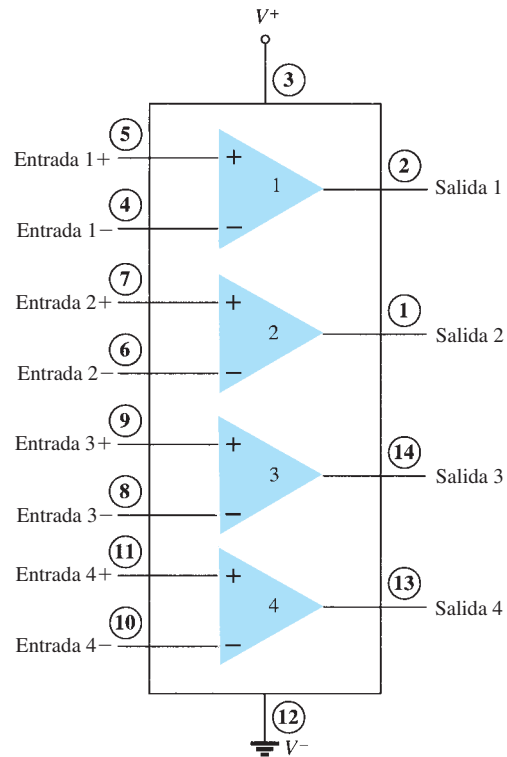 V+
3
5
Entrada 1+ + 2
1 Salida 1
4
Entrada 1− −
7
Entrada 2+ + 1
2 Salida 2
6
Entrada 2− −
9
Entrada 3+ + 14
3 Salida 3
8
Entrada 3− −
11
Entrada 4+ + 13
4 Salida 4
10
Entrada 4− −
12
V−